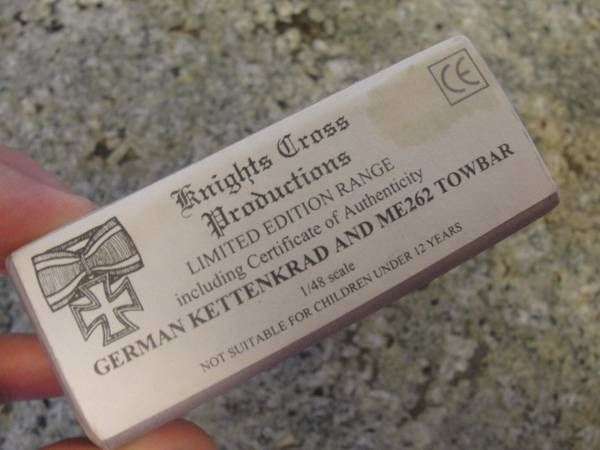 CE
Knights Cross
Productions
LIMITED EDITION RANGE
including Certificate of Authenticity
GERMAN KETTENKRAD AND ME262 TOWBAR
1/48 scale
NOT SUITABLE FOR CHILDREN UNDER 12 YEARS